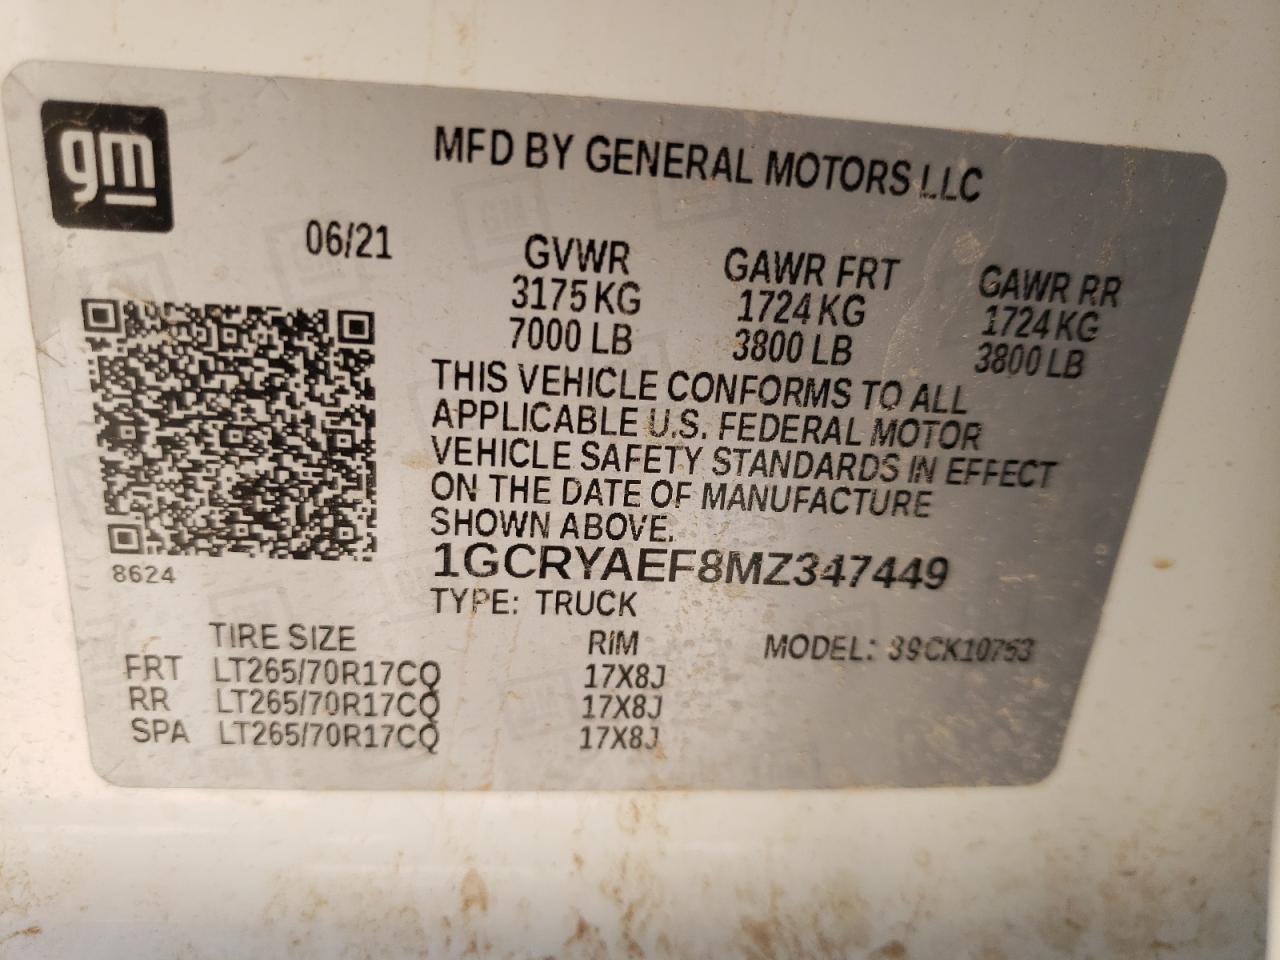 gm
MFD BY GENERAL MOTORS LLC
06/21
GVWR GAWR FRT GAWR RR
3175 KG 1724 KG 1724 KG
7000 LB 3800 LB 3800 LB
THIS VEHICLE CONFORMS TO ALL
APPLICABLE U.S. FEDERAL MOTOR
VEHICLE SAFETY STANDARDS IN EFFECT
ON THE DATE OF MANUFACTURE
SHOWN ABOVE.
8624
1GCRYAEF8MZ347449
TYPE: TRUCK
TIRE SIZE RIM MODEL: 39CK10753
FRT LT265/70R17CQ 17X8J
RR LT265/70R17CQ 17X8J
SPA LT265/70R17CQ 17X8J